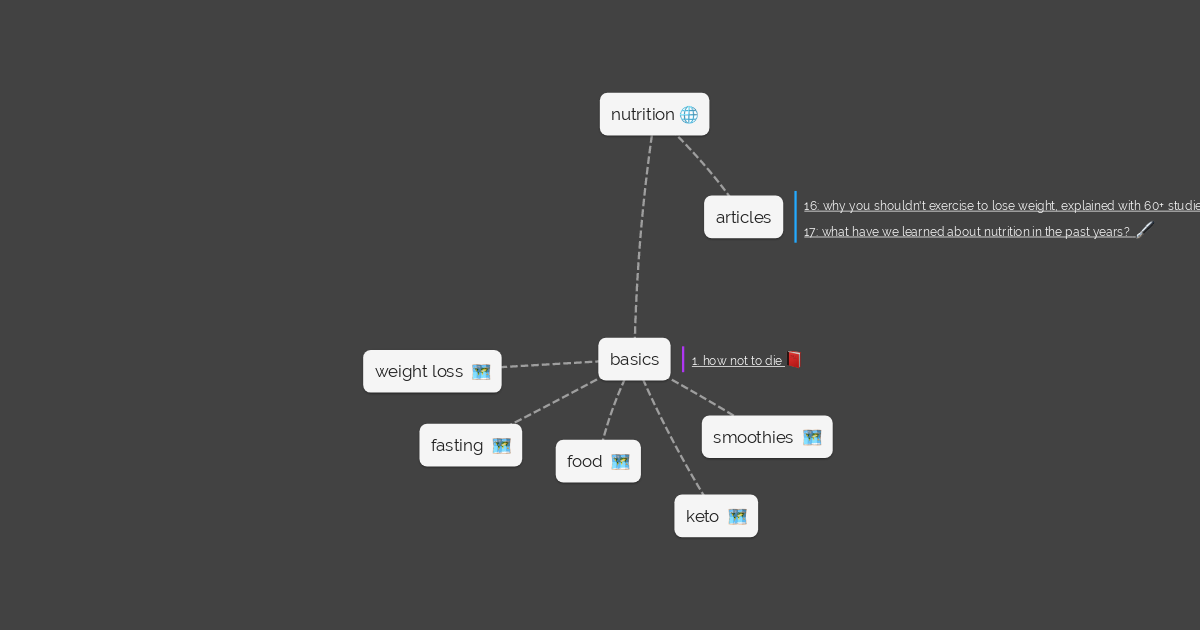 nutrition
articles
16: why you shouldn't exercise to lose weight, explained with 60+
17: what have we learned about nutrition in the past years?
basics
1. how not to die
weight loss
smoothies
fasting
food
keto